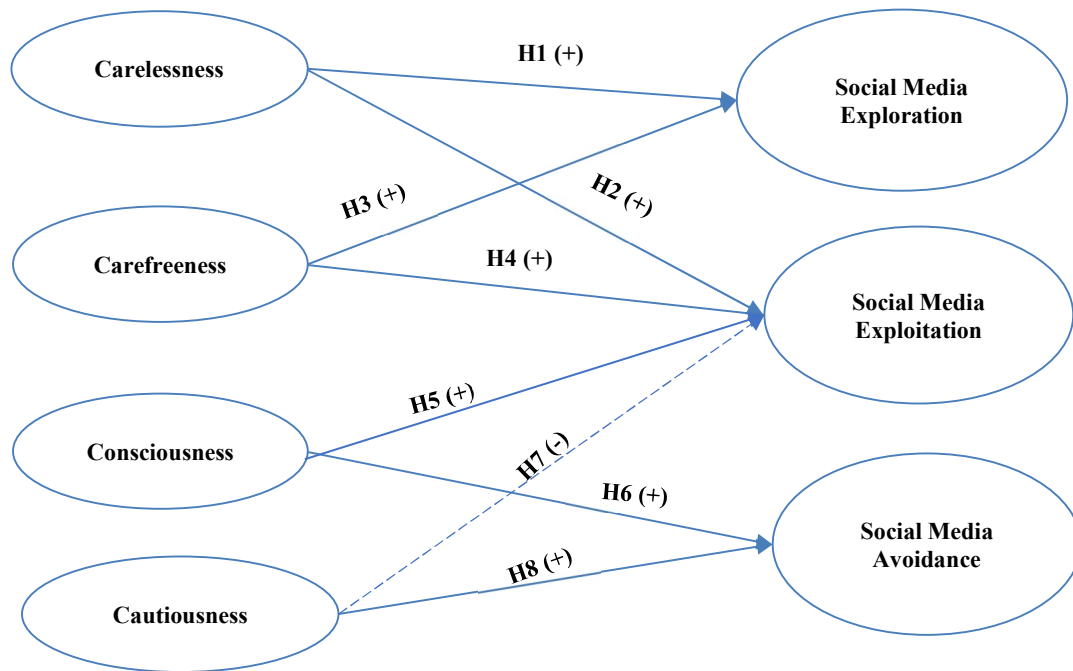 Carelessness
H1 (+)
Social Media
Exploration
H2 (+)
H3 (+)
Carefreeness
H4 (+)
Social Media
Exploitation
H5 (+)
Consciousness
H7 (-)
H6 (+)
Social Media
Avoidance
H8 (+)
Cautiousness